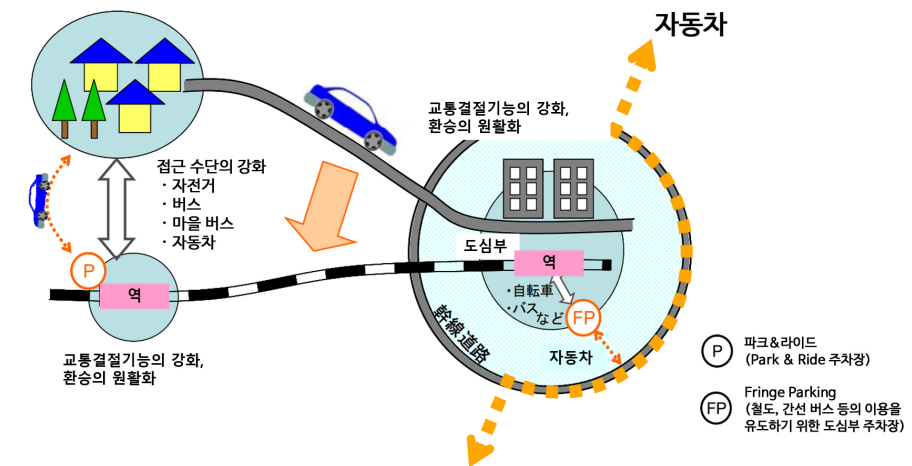 자동차
교통결절기능의 강화,
환승의 원활화
접근 수단의 강화
· 자전거
· 버스
· 마을 버스
· 자동차
P
역
교통결절기능의 강화,
환승의 원활화
도심부
역
・自転車
・バス
など
FP
幹線道路
자동차
P 파크&라이드
(Park & Ride 주차장)
FP Fringe Parking
(철도, 간선 버스 등의 이용을
유도하기 위한 도심부 주차장)